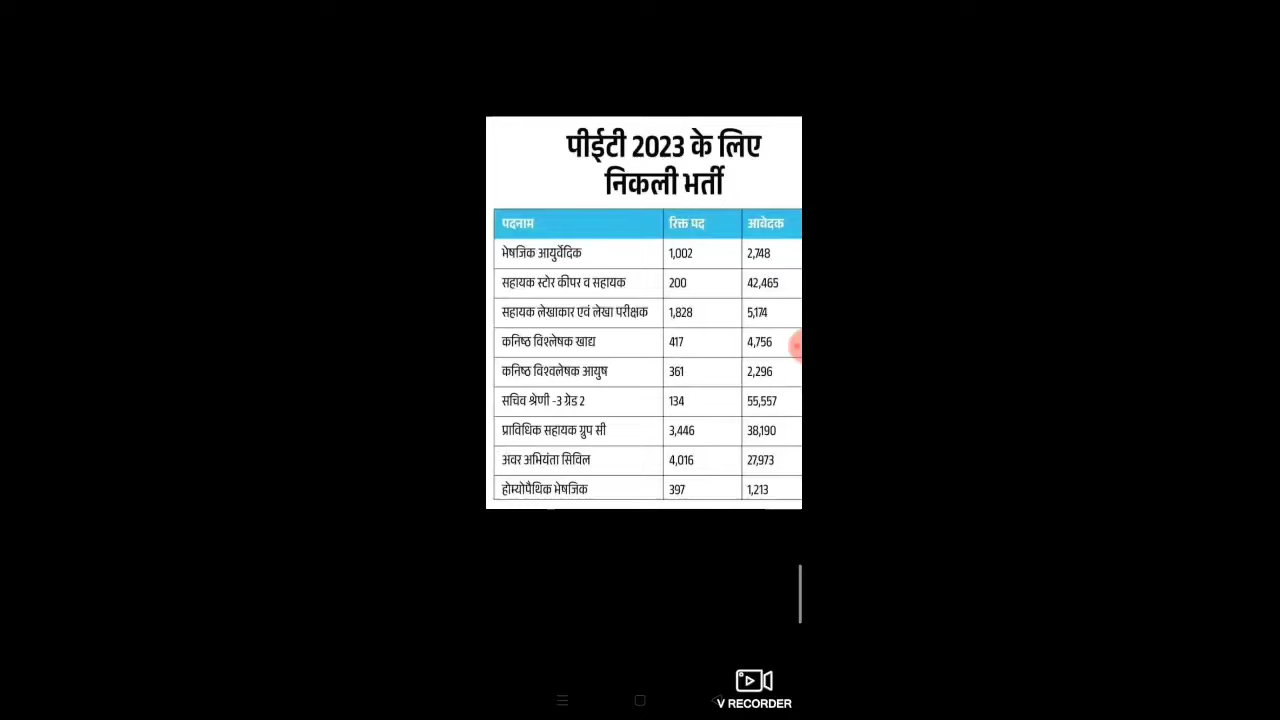 पीईटी 2023 के लिए
निकली भर्ती
पदनाम रिक्त पद आवेदक
भेषजिक आयुर्वेदिक 1,002 2,748
सहायक स्टोर कीपर व सहायक 200 42,465
सहायक लेखाकार एवं लेखा परीक्षक 1,828 5,174
कनिष्ठ विश्लेषक खाद्य 417 4,756
कनिष्ठ विश्वलेषक आयुष 361 2,296
सचिव श्रेणी -3 ग्रेड 2 134 55,557
प्राविधिक सहायक ग्रुप सी 3,446 38,190
अवर अभियंता सिविल 4,016 27,973
होम्योपैथिक भेषजिक 397 1,213
V RECORDER